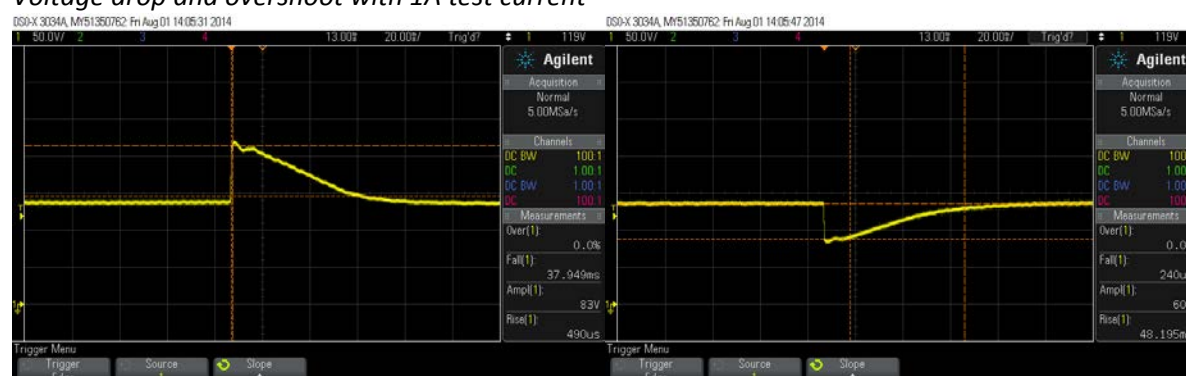 Voltage drop and overshoot with 1A test current
DSO-X 3034A, MY51350762: Fri Aug 01 14:05:31 2014
1 50.0V/ 2 3 4 13.00% 20.00%/ Trig'd? 1 119V
Agilent
Acquisition
Normal
5.00MSa/s
Channels
DC BW 100:1
DC 1.00:1
DC BW 1.00:1
DC 100:1
Measurements
Over(1):
0.0%
Fall(1):
37.949ms
Ampl(1):
83V
Rise(1):
490us
Trigger Menu
Trigger
Source
Slope
DSO-X 3034A, MY51350762: Fri Aug 01 14:05:47 2014
1 50.0V/ 2 3 4 13.00% 20.00%/ Trig'd? 1 119V
Agilent
Acquisition
Normal
5.00MSa/s
Channels
DC BW 100
DC 1.00
DC BW 1.00
DC 100
Measurements
Over(1):
0.0
Fall(1):
240u
Ampl(1):
60
Rise(1):
48.195m
Trigger Menu
Trigger
Source
Slope